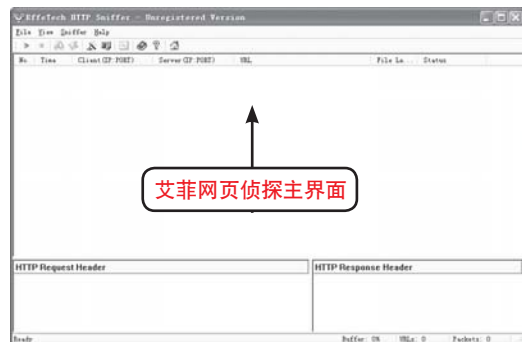 EffeTech HTTP Sniffer - Unregistered Version
File View Sniffer Help
No Time Client(IP:PORT) Server(IP:PORT) URL File Le... Status
艾菲网页侦探主界面
HTTP Request Header HTTP Response Header
Ready Buffer: 0% URLs: 0 Packets: 0